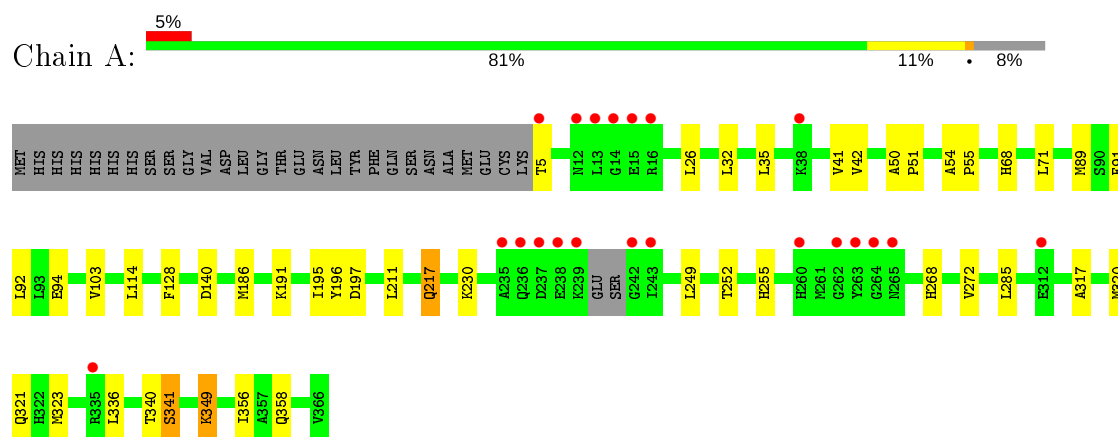 5%
Chain A:
81% 11% • 8%
MET HIS HIS HIS HIS HIS HIS SER SER GLY VAL ASP LEU GLY THR GLU ASN LEU TYR PHE GLN SER ASN ALA MET GLU CYS LYS T5 N12 L13 G14 E15 R16 L26 L32 L35 K38 V41 V42 A50 P51 A54 P55 H68 L71 M89 S90 E91
L92 L93 E94 V103 L114 F128 D140 M186 K191 I195 Y196 D197 L211 Q217 K230 A235 Q236 D237 E238 K239 GLU SER G242 I243 L249 T252 H255 H260 M261 G262 Y263 G264 N265 H268 V272 L285 E312 A317 M320
Q321 H322 M323 R335 L336 T340 S341 K349 I356 A357 Q358 V366